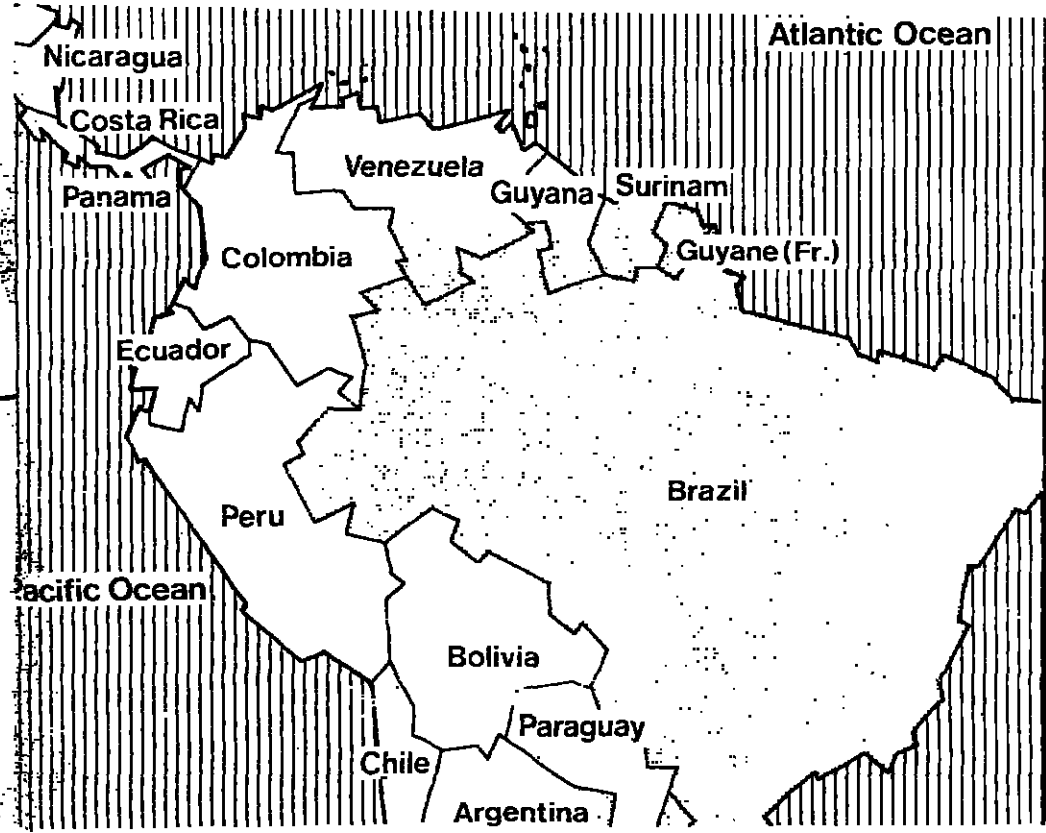 Atlantic Ocean
Nicaragua
Costa Rica
Venezuela
Panama
Guyana
Surinam
Colombia
Guyane (Fr.)
Ecuador
Brazil
Peru
acific Ocean
Bolivia
Paraguay
Chile
Argentina